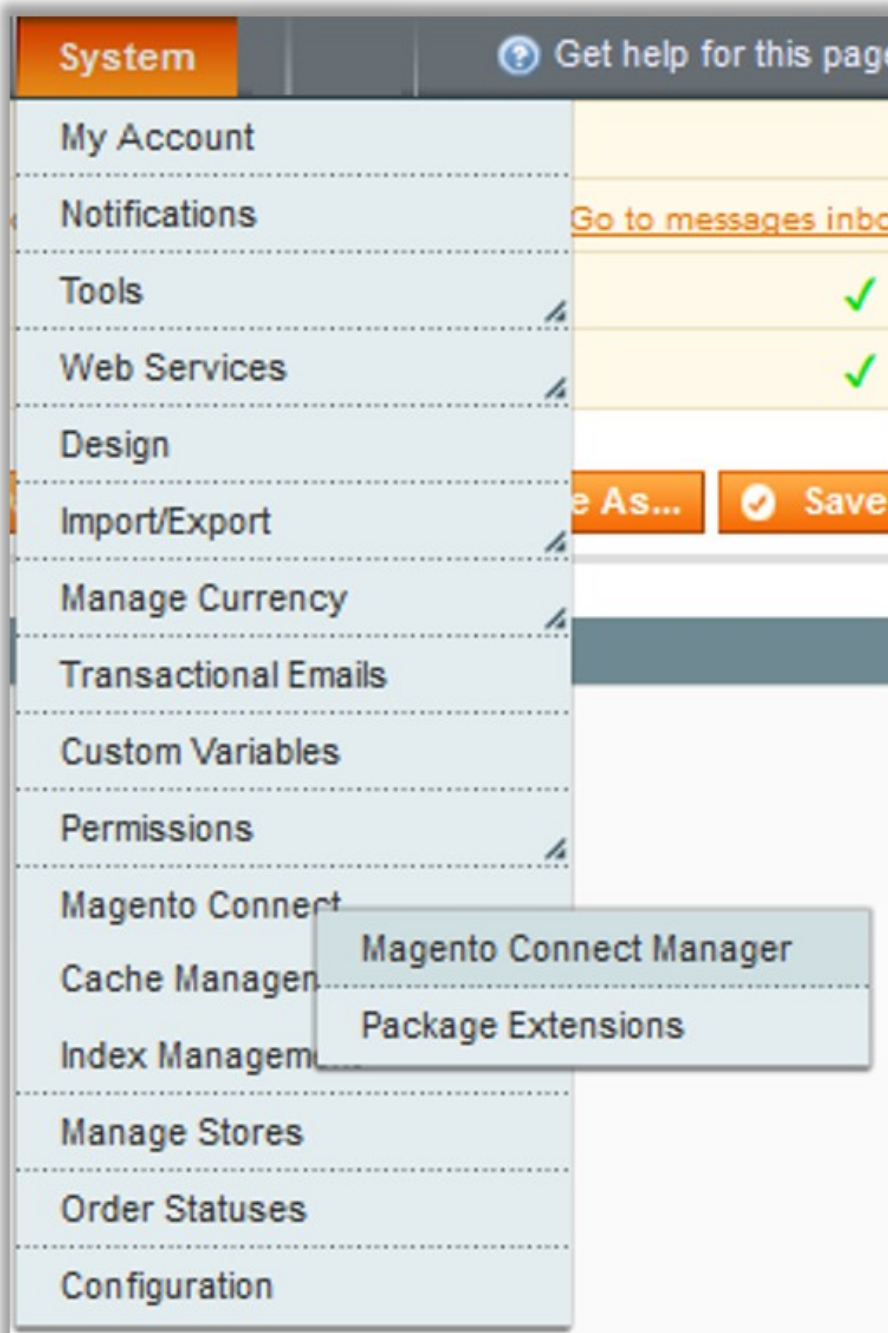 System
Get help for this page
My Account
Notifications
Go to messages inbo
Tools
Web Services
Design
Import/Export
e As...
Save
Manage Currency
Transactional Emails
Custom Variables
Permissions
Magento Connect
Magento Connect Manager
Cache Managem
Package Extensions
Index Management
Manage Stores
Order Statuses
Configuration